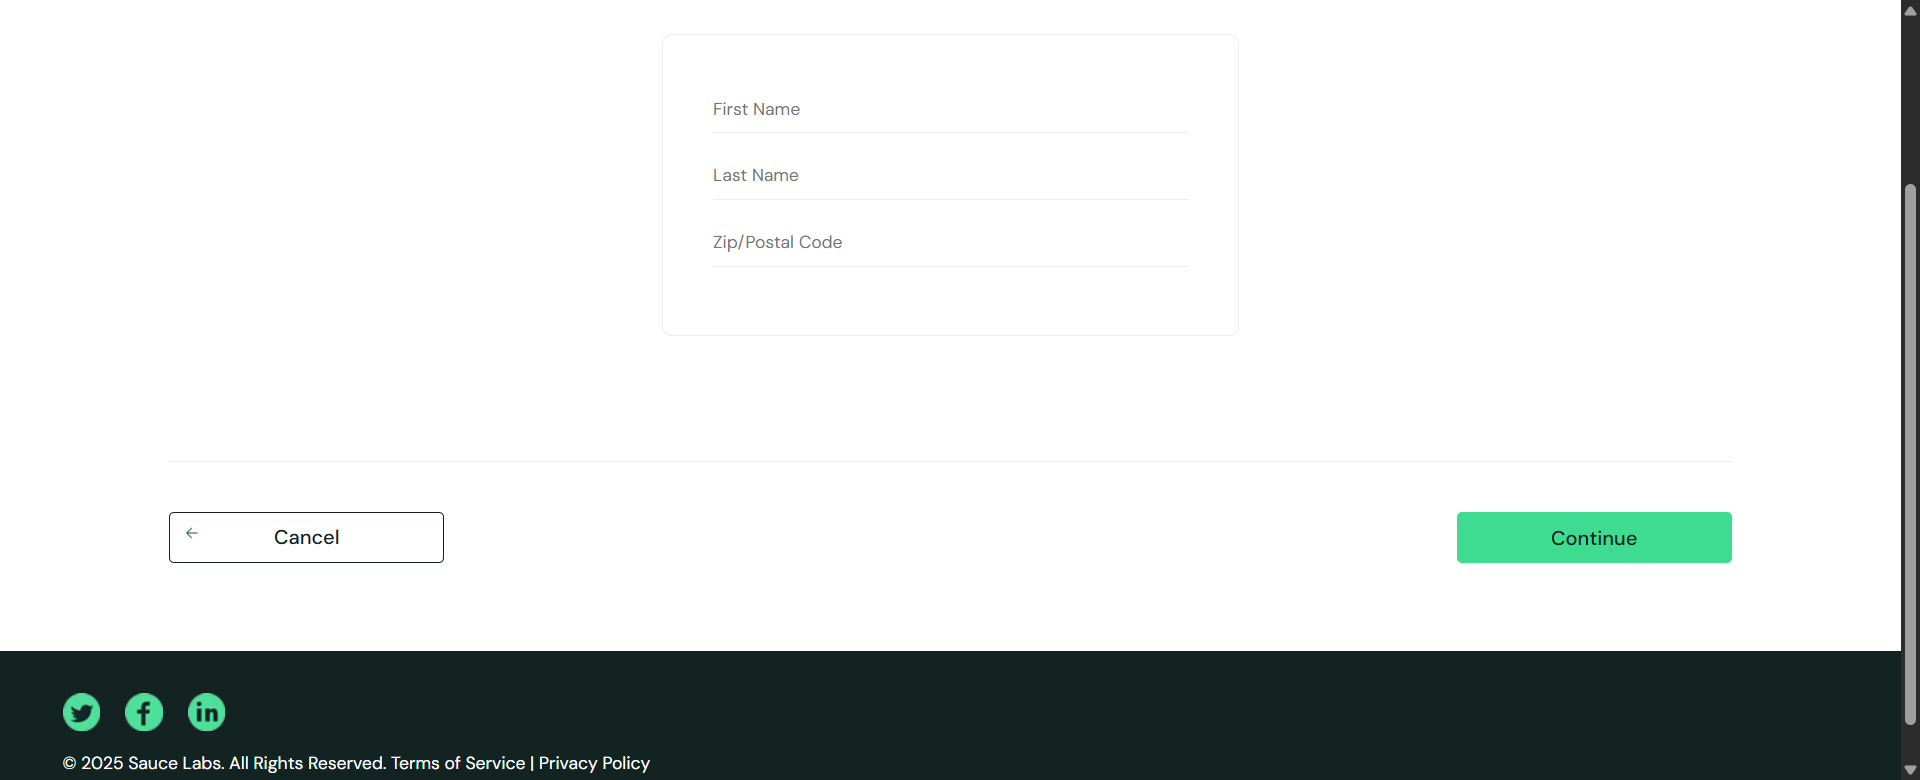 First Name
Last Name
Zip/Postal Code
Cancel
Continue
© 2025 Sauce Labs. All Rights Reserved. Terms of Service | Privacy Policy